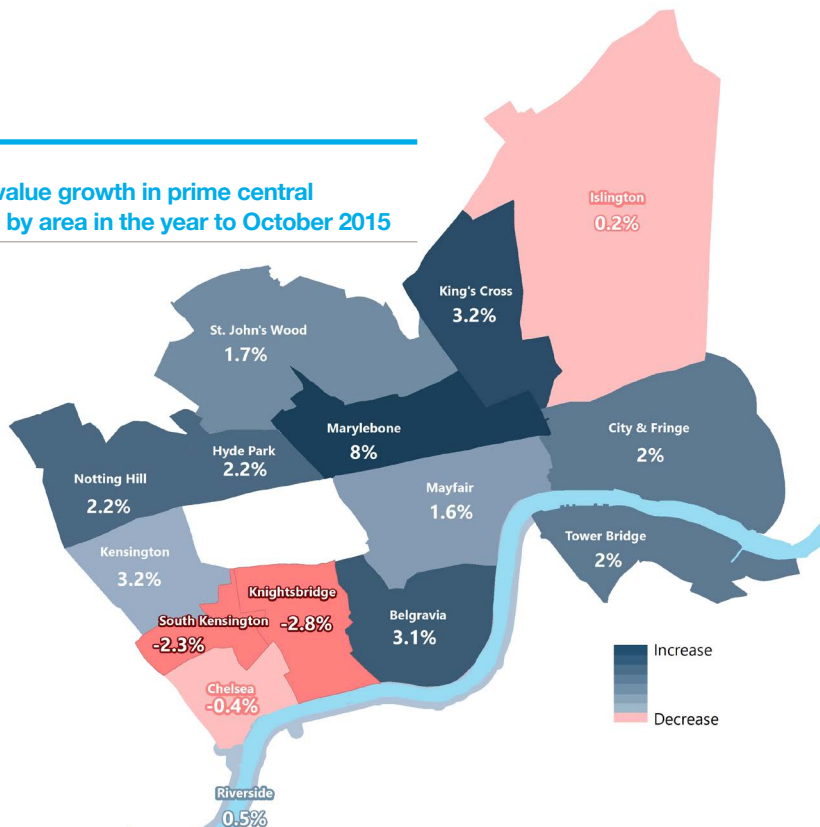 value growth in prime central
by area in the year to October 2015
Islington
0.2%
King's Cross
3.2%
St. John's Wood
1.7%
Marylebone
8%
City & Fringe
2%
Hyde Park
2.2%
Notting Hill
2.2%
Mayfair
1.6%
Tower Bridge
2%
Kensington
3.2%
Knightsbridge
-2.8%
South Kensington
-2.3%
Belgravia
3.1%
Increase
Decrease
Chelsea
-0.4%
Riverside
0.5%